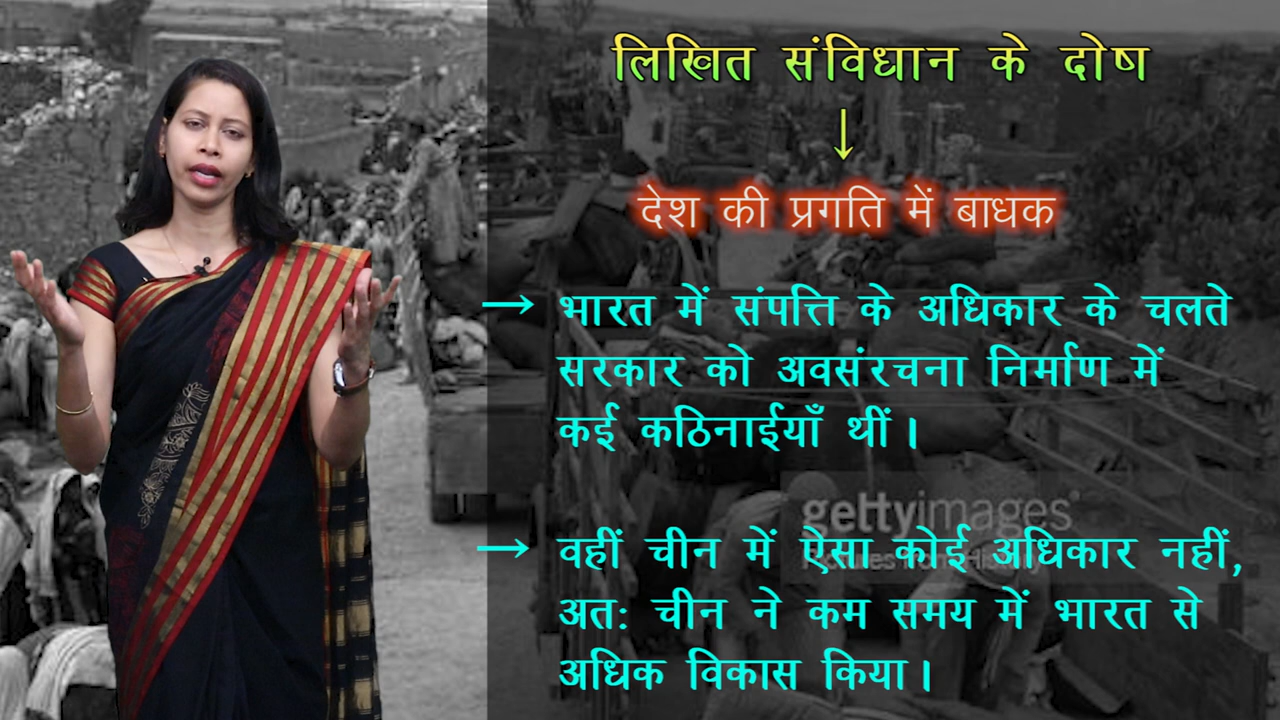 लिखित संविधान के दोष
↓
देश की प्रगति में बाधक
→ भारत में संपत्ति के अधिकार के चलते
सरकार को अवसंरचना निर्माण में
कई कठिनाईयाँ थीं।
gettyimages®
→ वहीं चीन में ऐसा कोई अधिकार नहीं,
अतः चीन ने कम समय में भारत से
अधिक विकास किया।